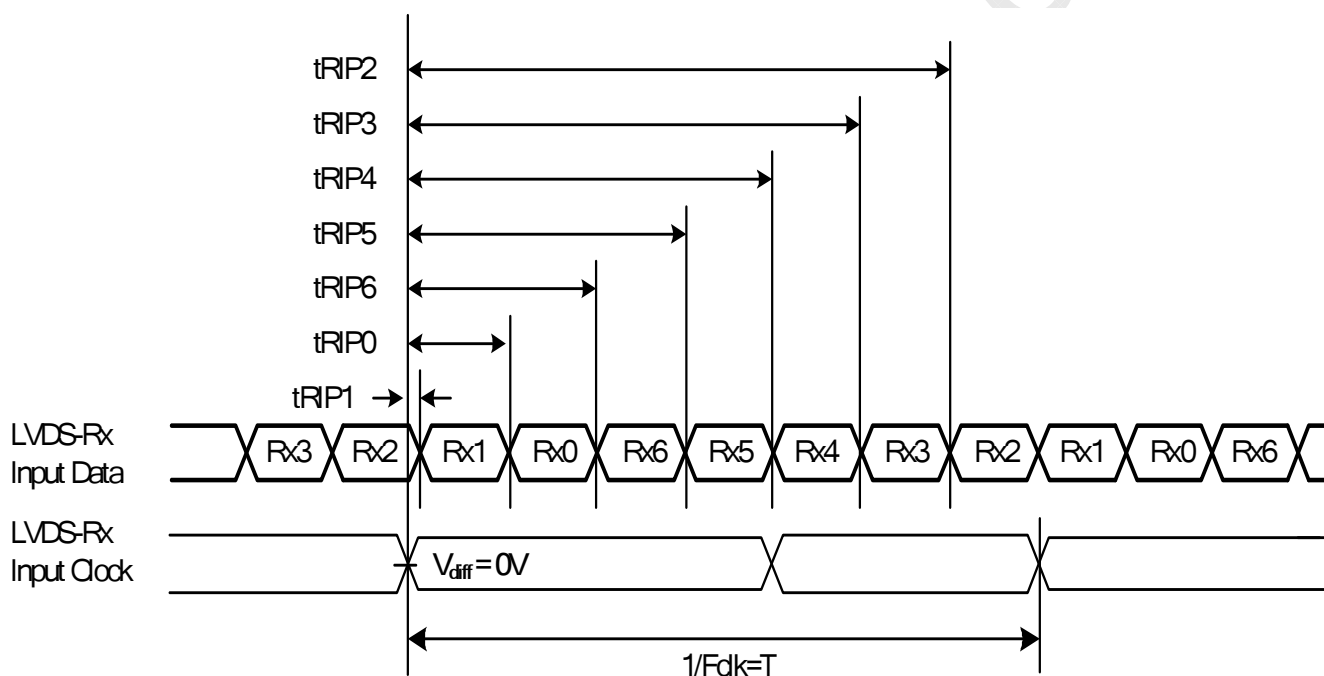 tRIP2
tRIP3
tRIP4
tRIP5
tRIP6
tRIP0
tRIP1
LVDS-Rx
Input Data
Rx3 Rx2 Rx1 Rx0 Rx6 Rx5 Rx4 Rx3 Rx2 Rx1 Rx0 Rx6
LVDS-Rx
Input Clock
Vdiff = 0V
1/Fclk=T